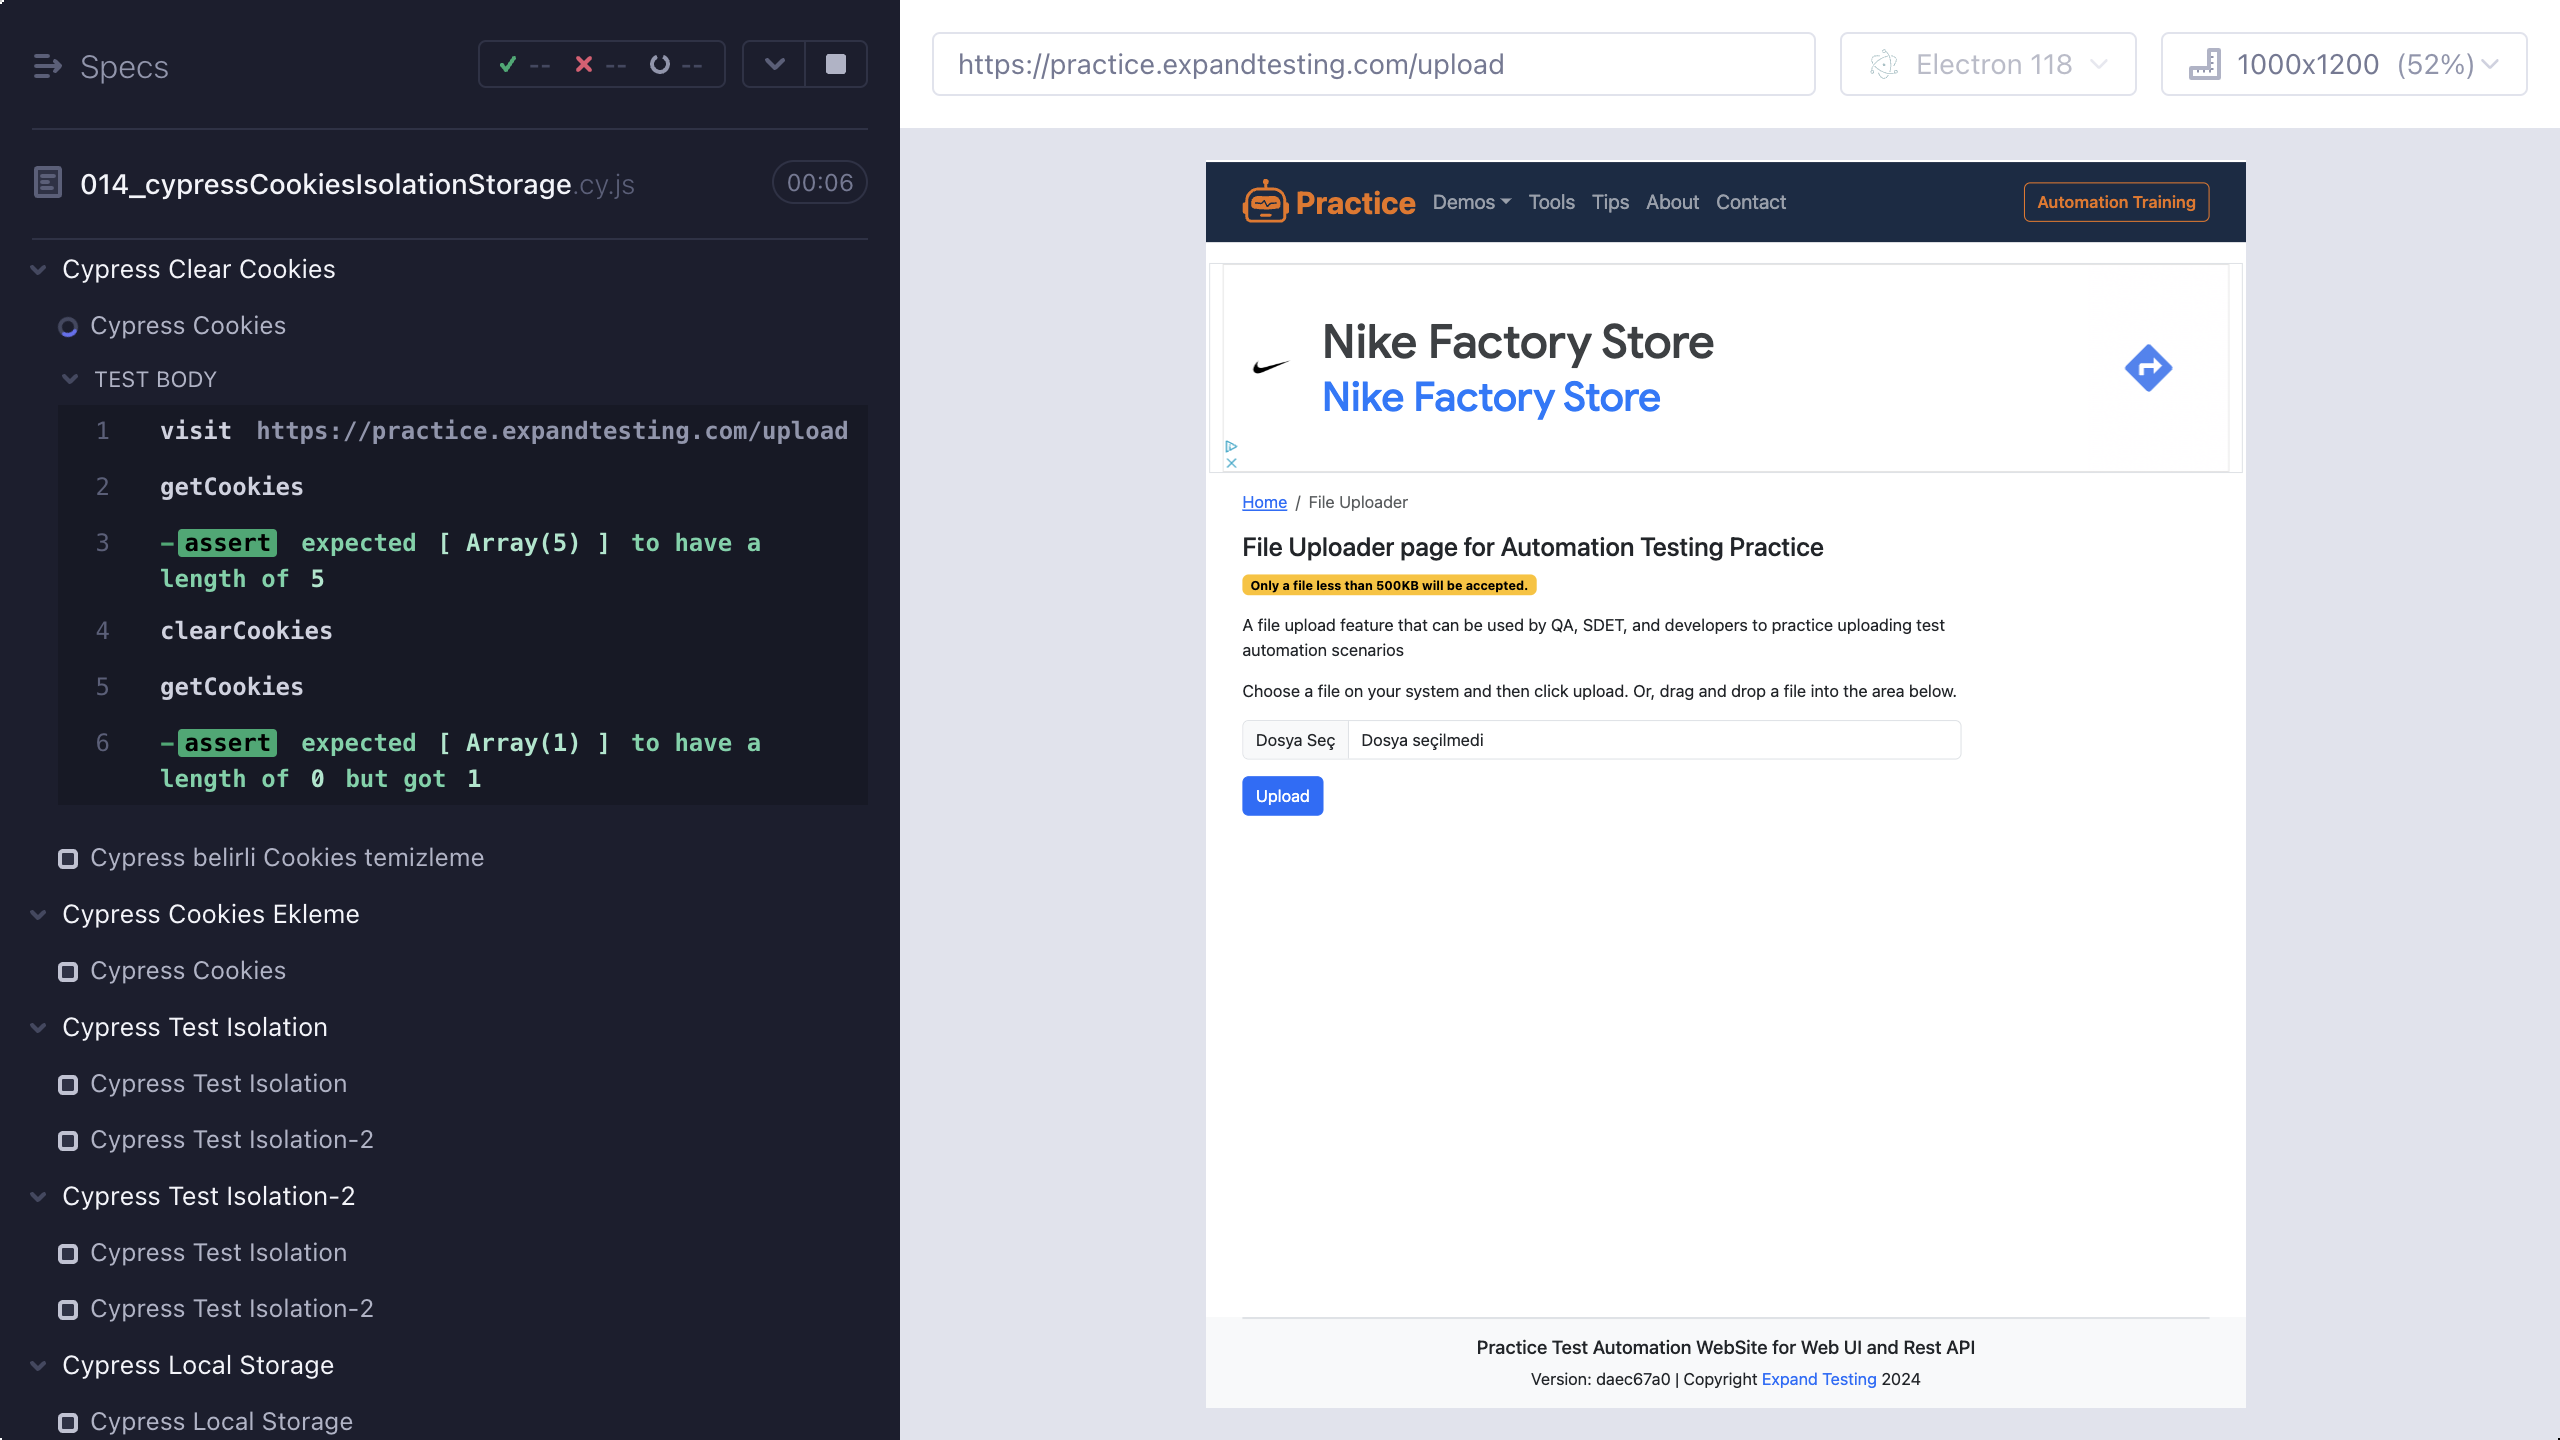 Specs
-- -- --
014_cypressCookiesIsolationStorage.cy.js
00:06
Cypress Clear Cookies
Cypress Cookies
TEST BODY
1 visit https://practice.expandtesting.com/upload
2 getCookies
3 -assert expected [ Array(5) ] to have a
length of 5
4 clearCookies
5 getCookies
6 -assert expected [ Array(1) ] to have a
length of 0 but got 1
Cypress belirli Cookies temizleme
Cypress Cookies Ekleme
Cypress Cookies
Cypress Test Isolation
Cypress Test Isolation
Cypress Test Isolation-2
Cypress Test Isolation-2
Cypress Test Isolation
Cypress Test Isolation-2
Cypress Local Storage
Cypress Local Storage
https://practice.expandtesting.com/upload
Electron 118
1000x1200 (52%)
Practice Demos Tools Tips About Contact Automation Training
Nike Factory Store
Nike Factory Store
Home / File Uploader
File Uploader page for Automation Testing Practice
Only a file less than 500KB will be accepted.
A file upload feature that can be used by QA, SDET, and developers to practice uploading test
automation scenarios
Choose a file on your system and then click upload. Or, drag and drop a file into the area below.
Dosya Seç Dosya seçilmedi
Upload
Practice Test Automation WebSite for Web UI and Rest API
Version: daec67a0 | Copyright Expand Testing 2024